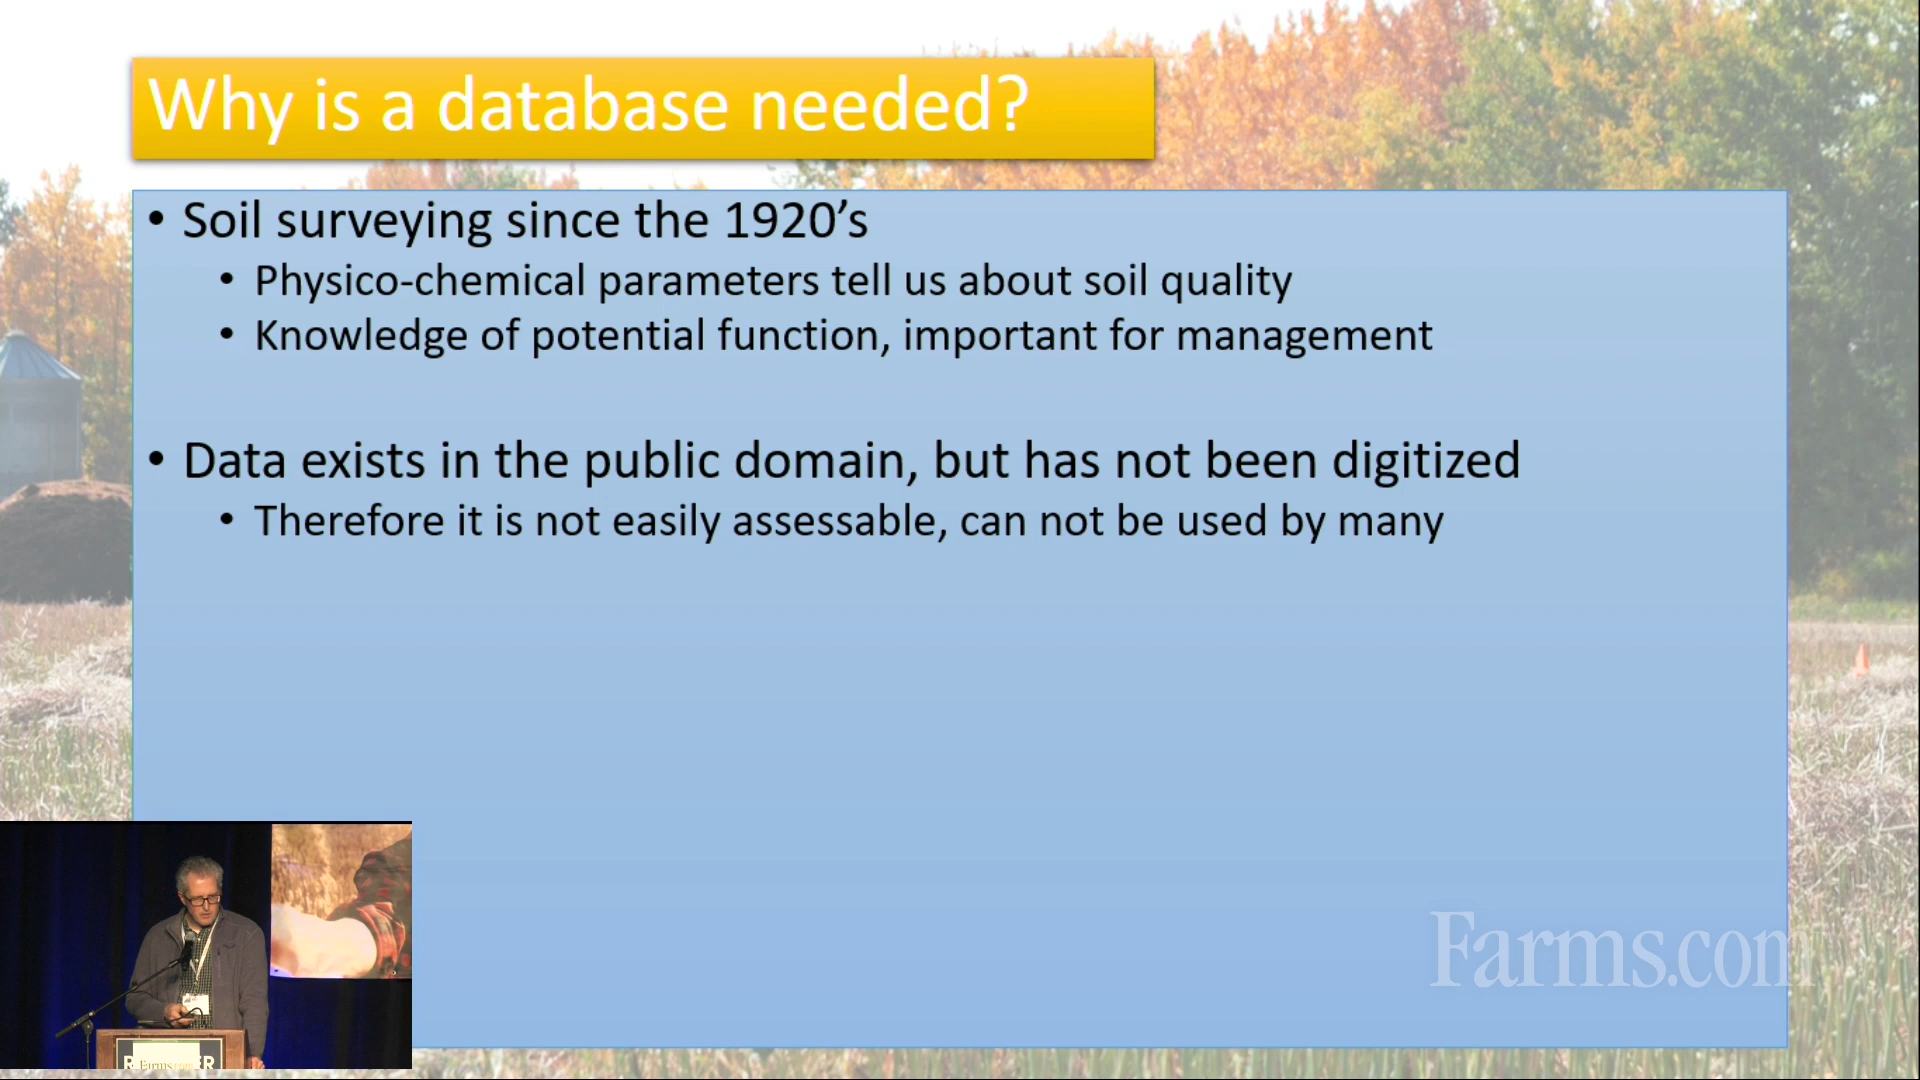 Why is a database needed?
• Soil surveying since the 1920’s
• Physico-chemical parameters tell us about soil quality
• Knowledge of potential function, important for management
• Data exists in the public domain, but has not been digitized
• Therefore it is not easily assessable, can not be used by many
Farms.com